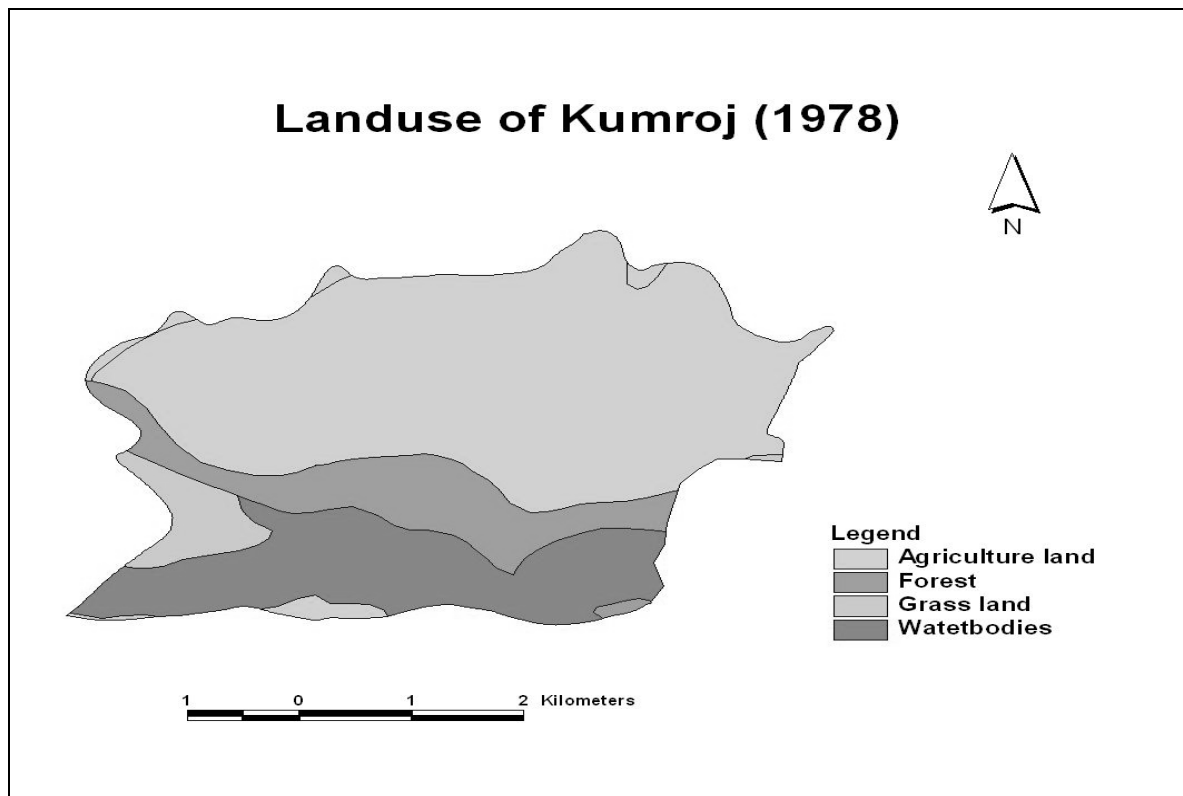 Landuse of Kumroj (1978)
N
Legend
Agriculture land
Forest
Grass land
Watetbodies
1 0 1 2 Kilometers